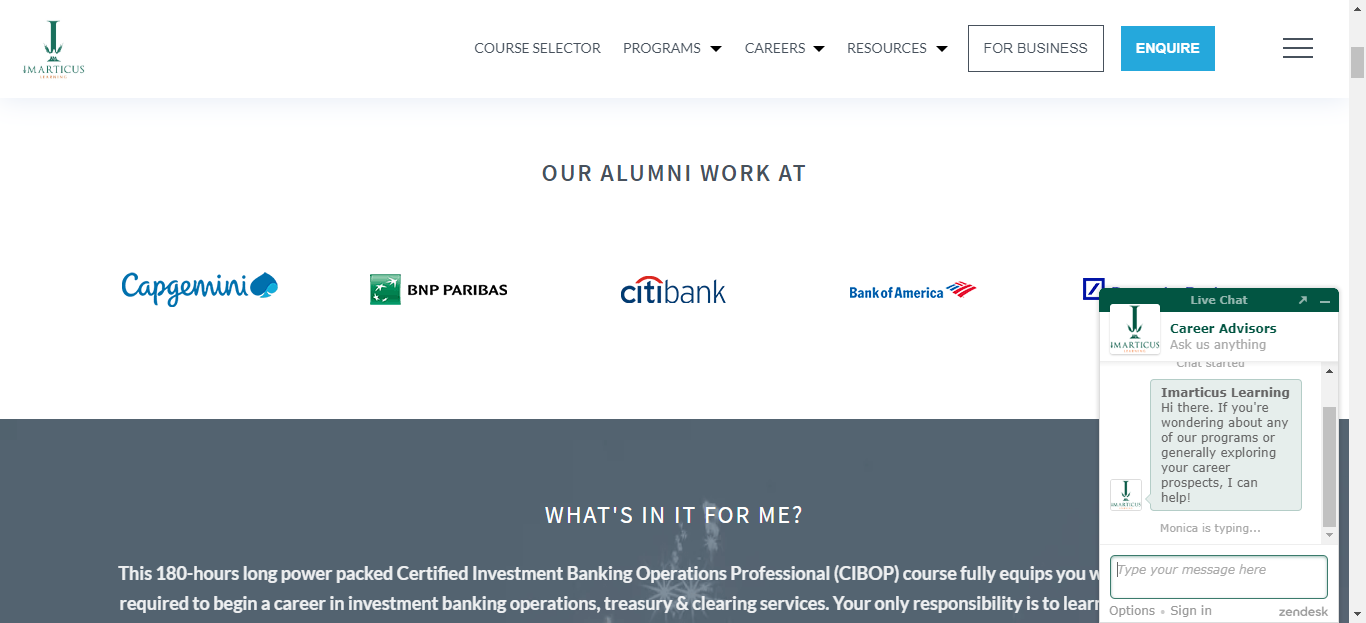 IMARTICUS
LEARNING
COURSE SELECTOR PROGRAMS CAREERS RESOURCES FOR BUSINESS ENQUIRE
OUR ALUMNI WORK AT
Capgemini BNP PARIBAS citibank Bank of America
WHAT'S IN IT FOR ME?
This 180-hours long power packed Certified Investment Banking Operations Professional (CIBOP) course fully equips you
required to begin a career in investment banking operations, treasury & clearing services. Your only responsibility is to
Live Chat
IMARTICUS
Career Advisors
Ask us anything
Chat started
Imarticus Learning
Hi there. If you're
wondering about any
of our programs or
generally exploring
your career
prospects, I can
help!
IMARTICUS
Monica is typing...
Type your message here
Options • Sign in zendesk